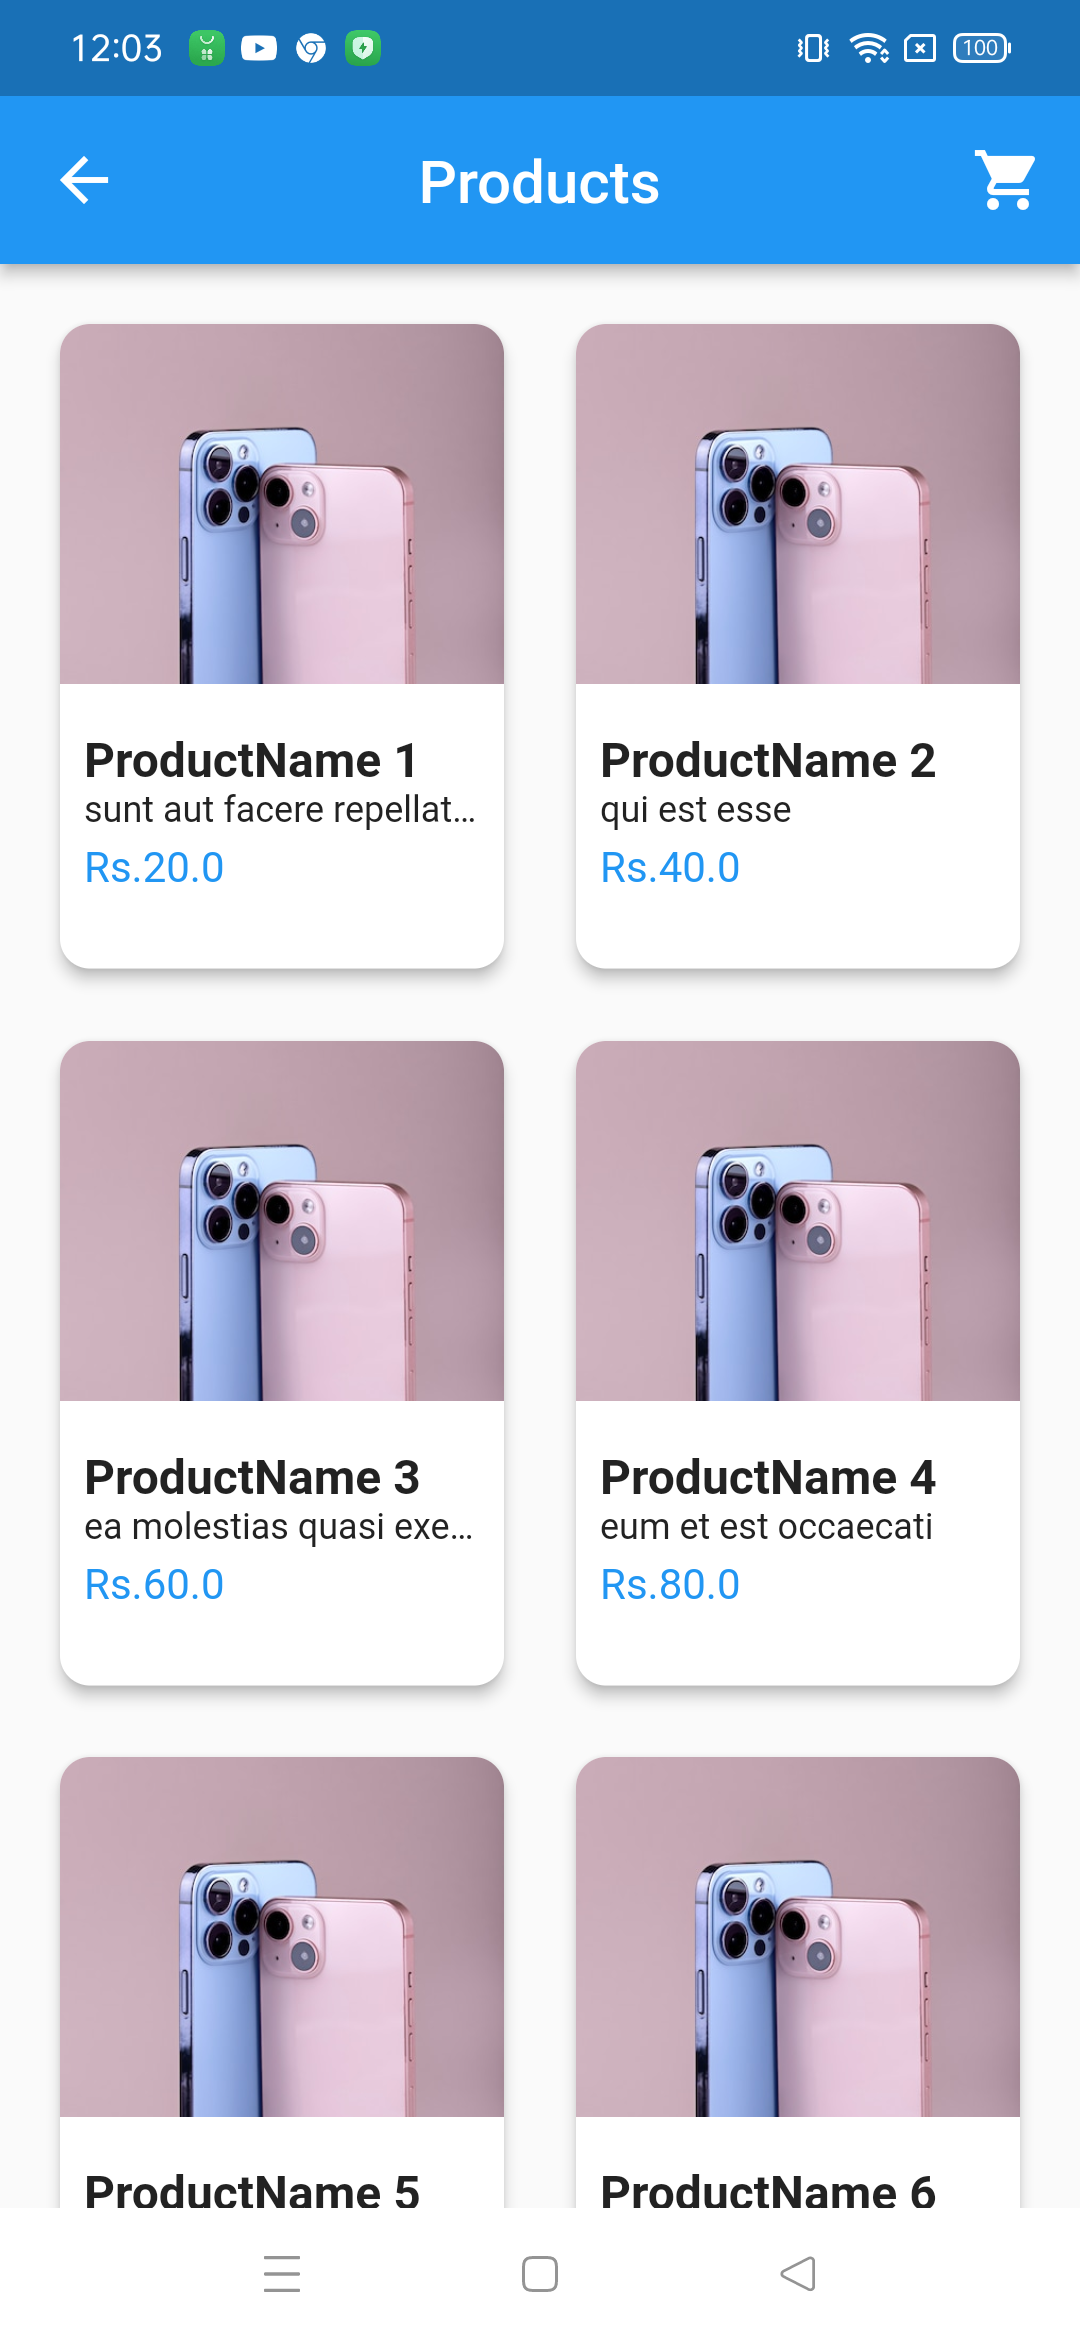 12:03
100
Products
ProductName 1
sunt aut facere repellat...
Rs.20.0
ProductName 2
qui est esse
Rs.40.0
ProductName 3
ea molestias quasi exe...
Rs.60.0
ProductName 4
eum et est occaecati
Rs.80.0
ProductName 5
ProductName 6